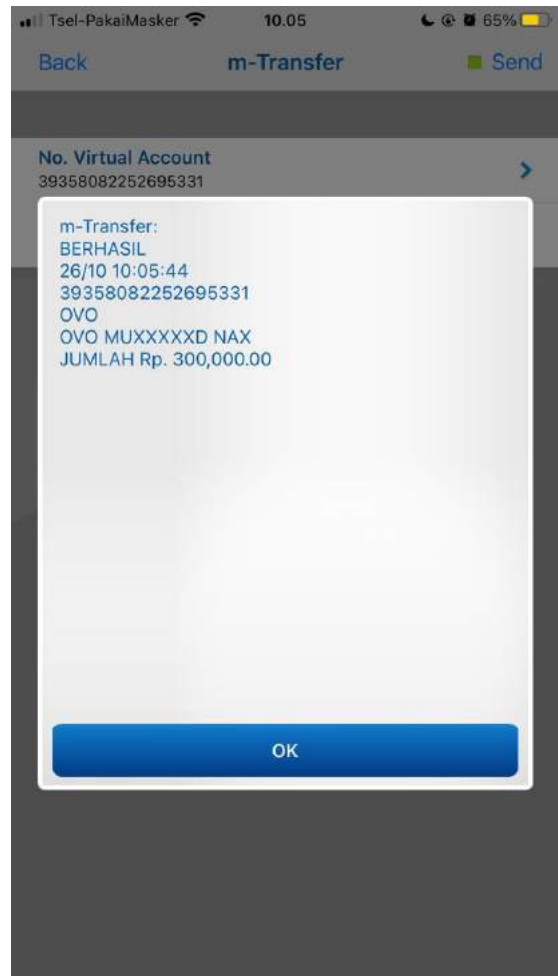 Tsel-PakaiMasker 10.05 65%
Back m-Transfer Send
No. Virtual Account
39358082252695331
m-Transfer:
BERHASIL
26/10 10:05:44
39358082252695331
OVO
OVO MUXXXXXD NAX
JUMLAH Rp. 300,000.00
OK